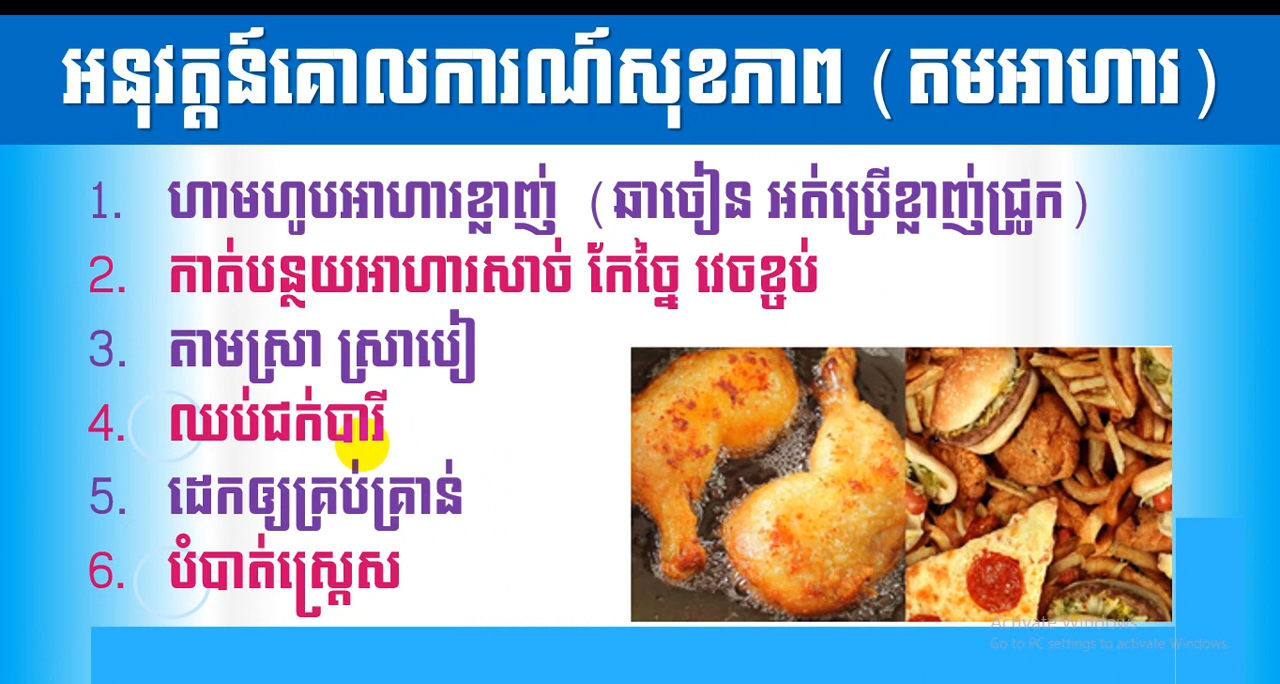 អនុវត្តន៍គោលការណ៍សុខភាព (តមអាហារ)
1. ហាមហូបអាហារខ្លាញ់ (ឆាចៀន អត់ប្រើខ្លាញ់ជ្រូក)
2. កាត់បន្ថយអាហារសាច់ កែច្នៃ វេចខ្ចប់
3. តាមស្រា ស្រាបៀ
4. ឈប់ជក់បារី
5. ដេកឲ្យគ្រប់គ្រាន់
6. បំបាត់ស្ត្រេស
Activate Windows
Go to PC settings to activate Windows.